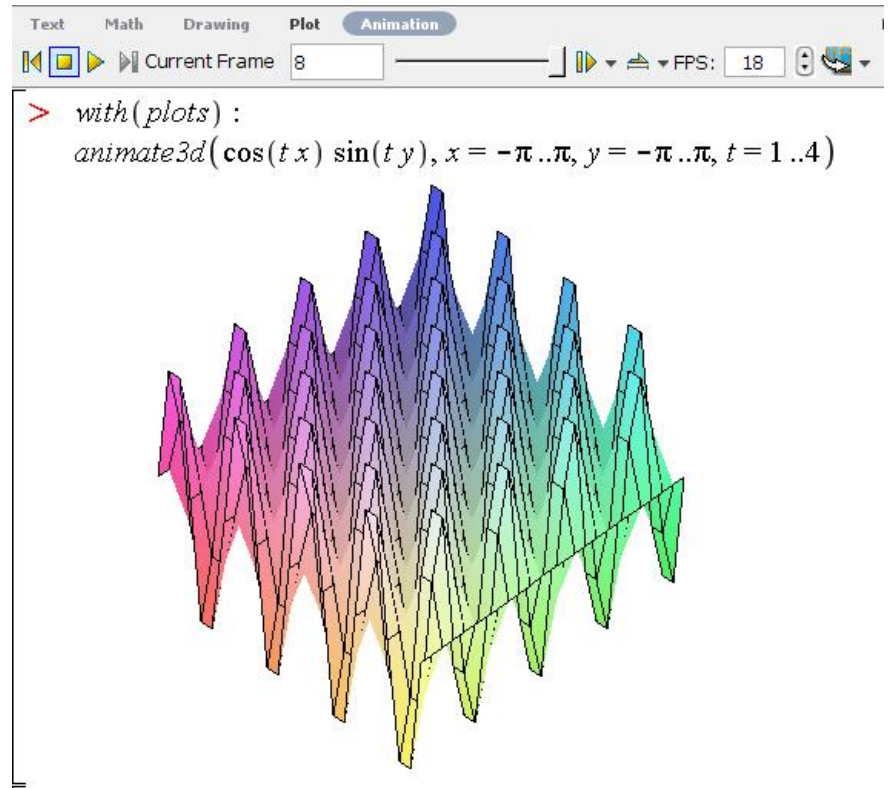 Text Math Drawing Plot Animation
Current Frame 8 FPS: 18
> with(plots) :
animate3d(cos(t x) sin(t y), x = −π ..π, y = −π ..π, t = 1 ..4)